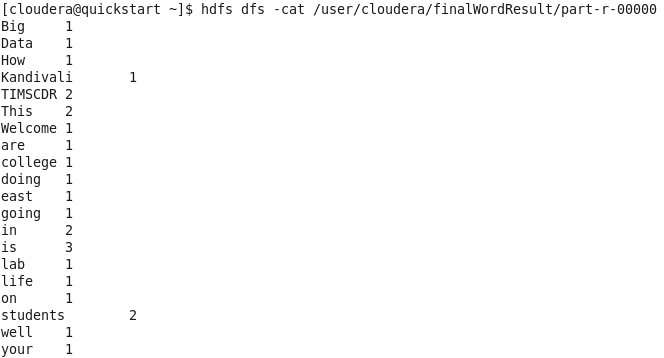 [cloudera@quickstart ~]$ hdfs dfs -cat /user/cloudera/finalWordResult/part-r-00000
Big     1
Data    1
How     1
Kandivali       1
TIMSCDR 2
This    2
Welcome 1
are     1
college 1
doing   1
east    1
going   1
in      2
is      3
lab     1
life    1
on      1
students        2
well    1
your    1